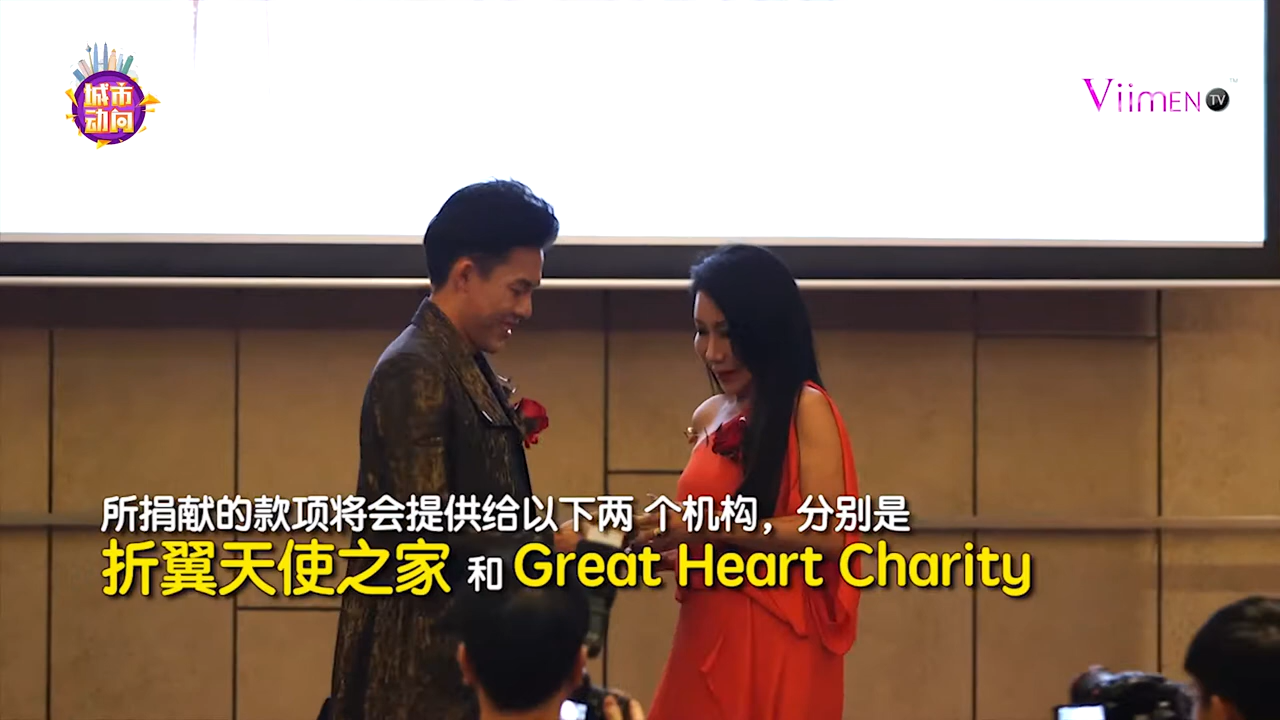 城市
动向
ViimEN TV™
所捐献的款项将会提供给以下两 个机构，分别是
折翼天使之家 和 Great Heart Charity